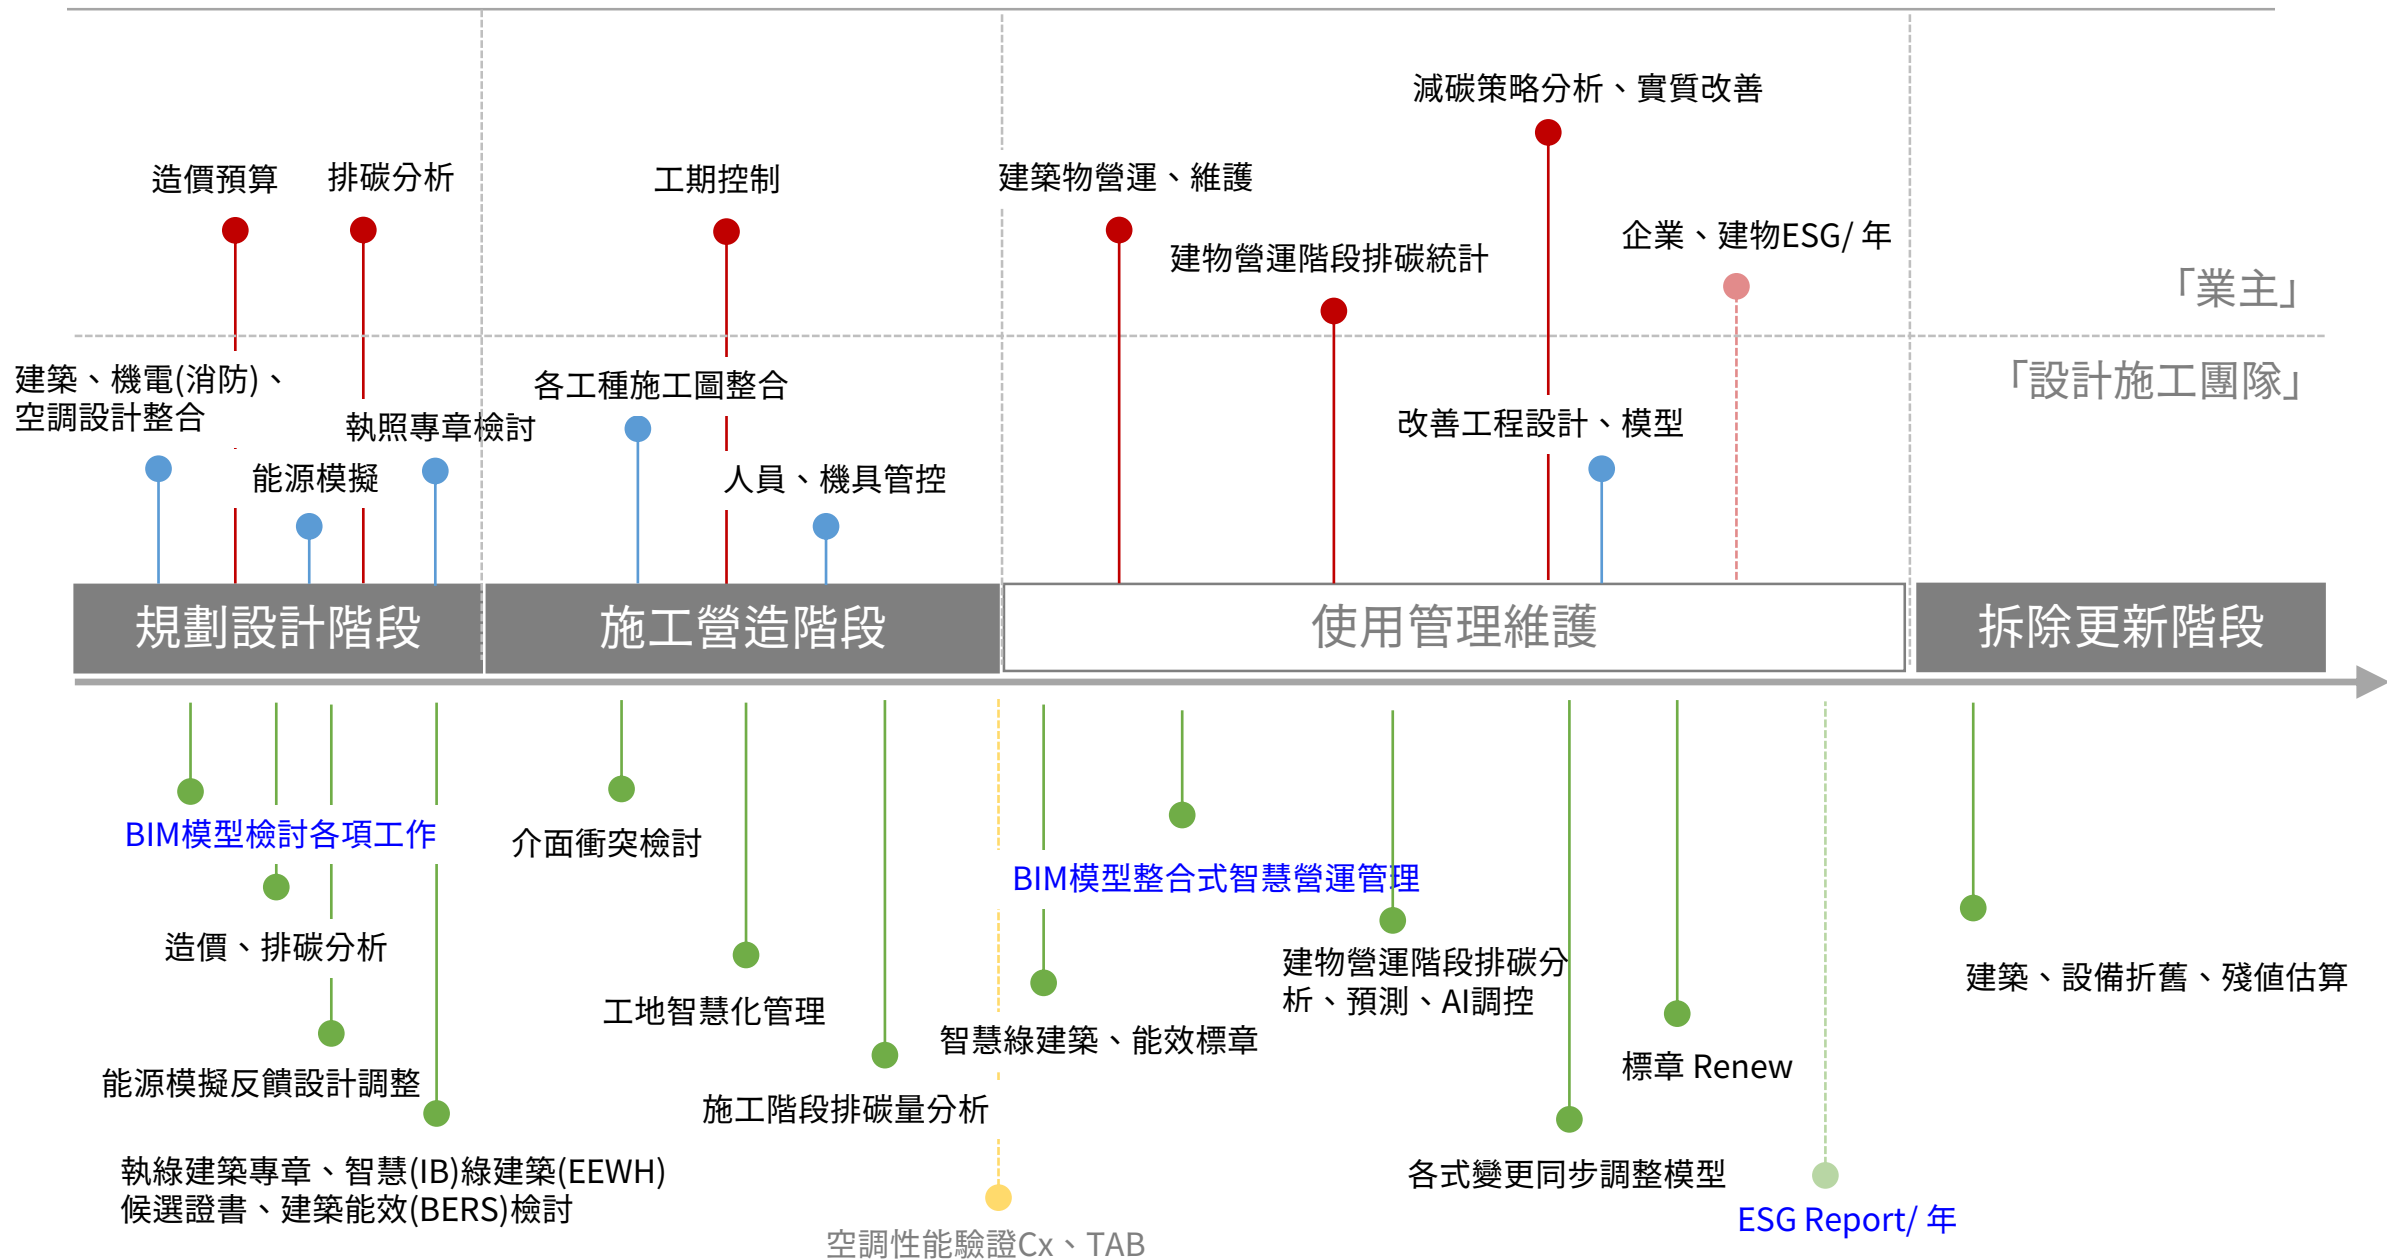 減碳策略分析、實質改善
造價預算
排碳分析
工期控制
建築物營運、維護
建物營運階段排碳統計
企業、建物ESG/ 年
「業主」
「設計施工團隊」
建築、機電(消防)、
空調設計整合
執照專章檢討
能源模擬
各工種施工圖整合
人員、機具管控
改善工程設計、模型
規劃設計階段
施工營造階段
使用管理維護
拆除更新階段
BIM模型檢討各項工作
造價、排碳分析
能源模擬反饋設計調整
執綠建築專章、智慧(IB)綠建築(EEWH)
候選證書、建築能效(BERS)檢討
介面衝突檢討
工地智慧化管理
施工階段排碳量分析
空調性能驗證Cx、TAB
BIM模型整合式智慧營運管理
智慧綠建築、能效標章
建物營運階段排碳分
析、預測、AI調控
各式變更同步調整模型
標章 Renew
ESG Report/ 年
建築、設備折舊、殘值估算